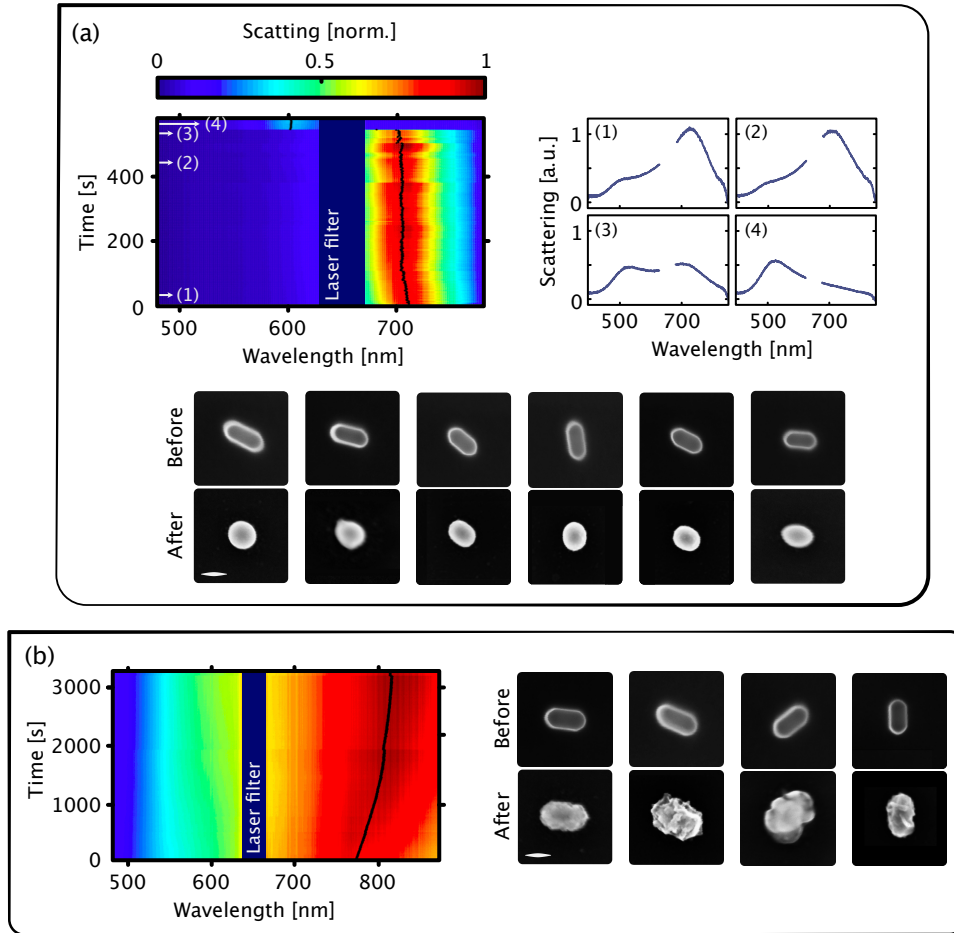 (a)
Scatting [norm.]
0 0.5 1
(4)
(3)
(2)
(1)
400
200
0
Time [s]
Laser filter
500 600 700
Wavelength [nm]
(1) (2)
(3) (4)
1
0
1
0
Scattering [a.u.]
500 700 500 700
Wavelength [nm]
Before
After
(b)
3000
2000
1000
0
Time [s]
Laser filter
500 600 700 800
Wavelength [nm]
Before
After